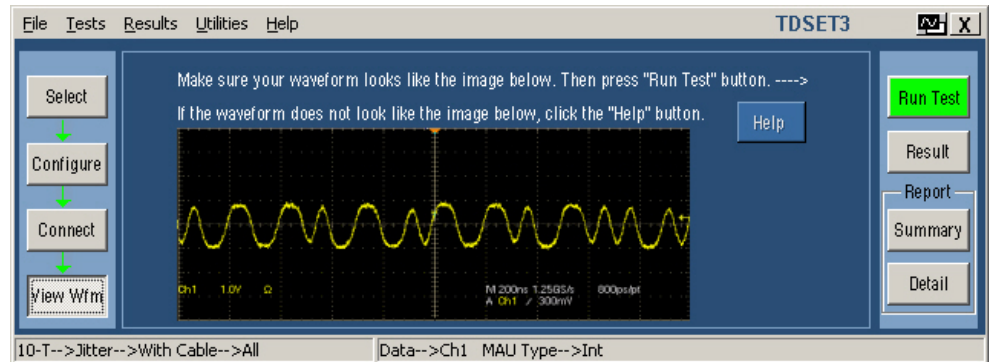 File Tests Results Utilities Help TDSET3 X
Select
Configure
Connect
View Wfm
Make sure your waveform looks like the image below. Then press "Run Test" button. ---->
If the waveform does not look like the image below, click the "Help" button.
Help
Ch1 1.0V Ω
M 200ns 1.25GS/s 800ps/pt
A Ch1 / 300mV
Run Test
Result
Report
Summary
Detail
10-T-->Jitter-->With Cable-->All Data-->Ch1 MAU Type-->Int